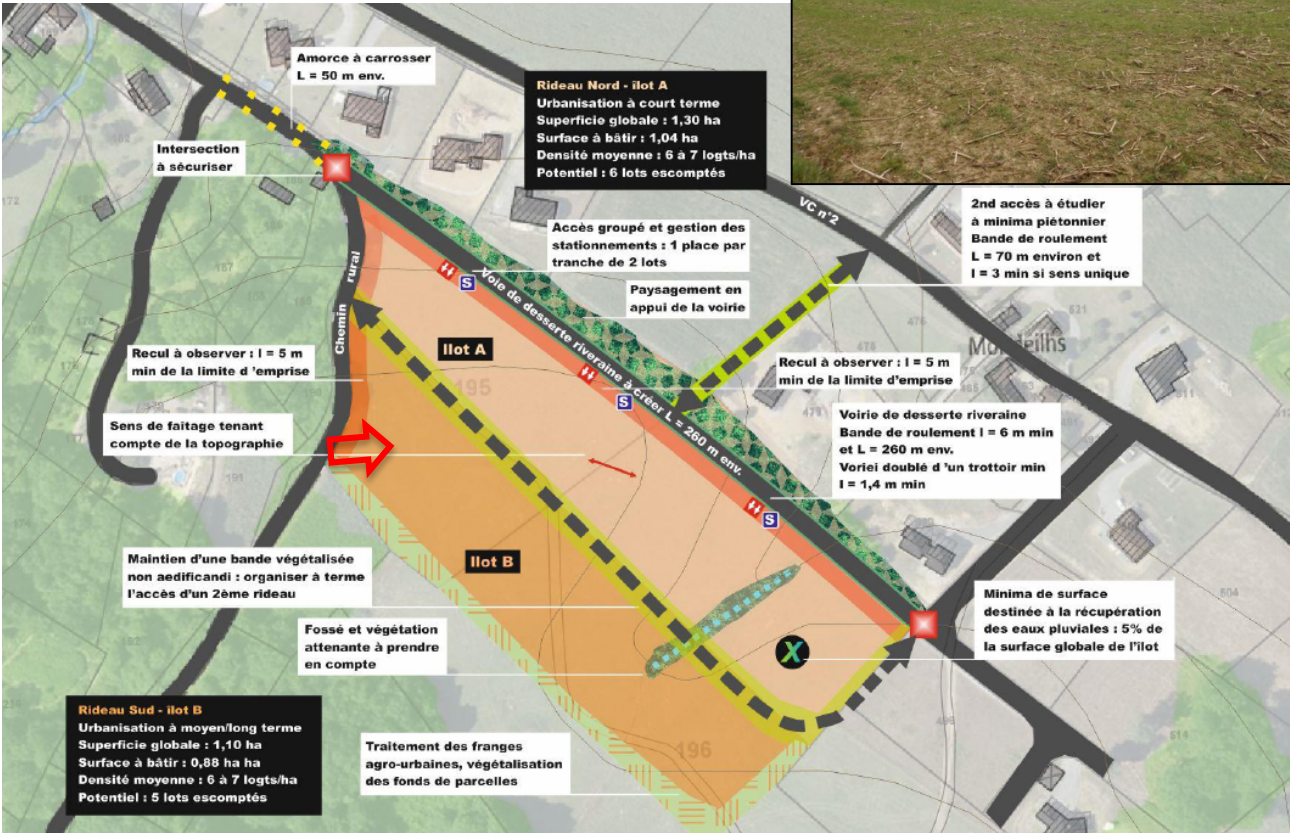 Amorce à carrosser
L = 50 m env.
Rideau Nord - îlot A
Urbanisation à court terme
Superficie globale : 1,30 ha
Surface à bâtir : 1,04 ha
Densité moyenne : 6 à 7 logts/ha
Potentiel : 6 lots escomptés
Intersection
à sécuriser
VC n°2
2nd accès à étudier
à minima piétonnier
Bande de roulement
L = 70 m environ et
l = 3 min si sens unique
Accès groupé et gestion des
stationnements : 1 place par
tranche de 2 lots
Paysagement en
appui de la voirie
Chemin rural
Voie de desserte riveraine à créer L = 260 m env.
S
S
S
Ilot A
195
Recul à observer : l = 5 m
min de la limite d'emprise
Recul à observer : l = 5 m
min de la limite d'emprise
Sens de faîtage tenant
compte de la topographie
Voirie de desserte riveraine
Bande de roulement l = 6 m min
et L = 260 m env.
Voriei doublé d'un trottoir min
l = 1,4 m min
Maintien d'une bande végétalisée
non aedificandi : organiser à terme
l'accès d'un 2ème rideau
Ilot B
Fossé et végétation
attenante à prendre
en compte
X
Minima de surface
destinée à la récupération
des eaux pluviales : 5% de
la surface globale de l'îlot
Rideau Sud - îlot B
Urbanisation à moyen/long terme
Superficie globale : 1,10 ha
Surface à bâtir : 0,88 ha ha
Densité moyenne : 6 à 7 logts/ha
Potentiel : 5 lots escomptés
Traitement des franges
agro-urbaines, végétalisation
des fonds de parcelles
196